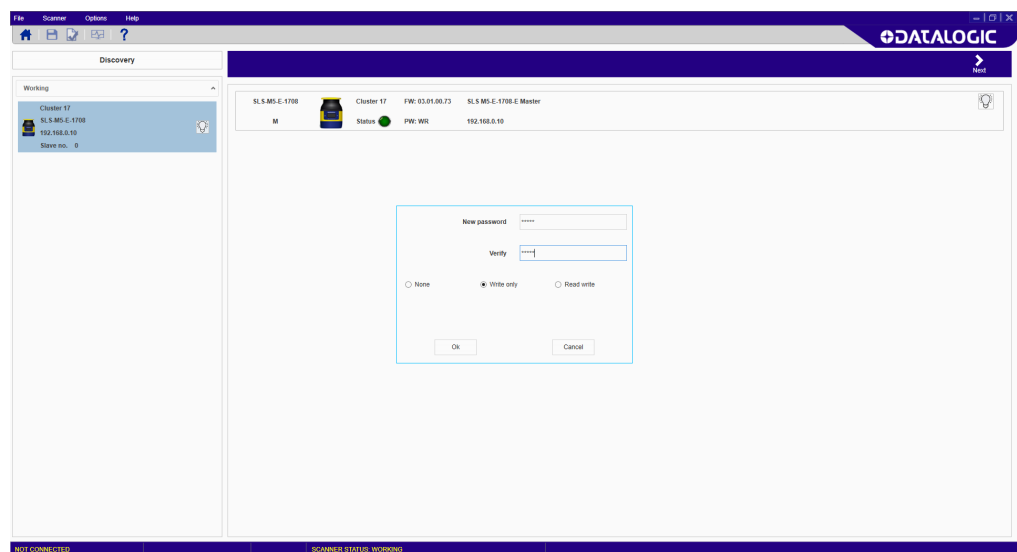 File Scanner Options Help
DATALOGIC
Discovery
Next
Working
Cluster 17
SLS-M5-E-1708
192.168.0.10
Slave no. 0
SLS-M5-E-1708 Cluster 17 FW: 03.01.00.73 SLS M5-E-1708-E Master
M Status PW: WR 192.168.0.10
New password *****
Verify *****
None Write only Read write
Ok Cancel
NOT CONNECTED SCANNER STATUS: WORKING